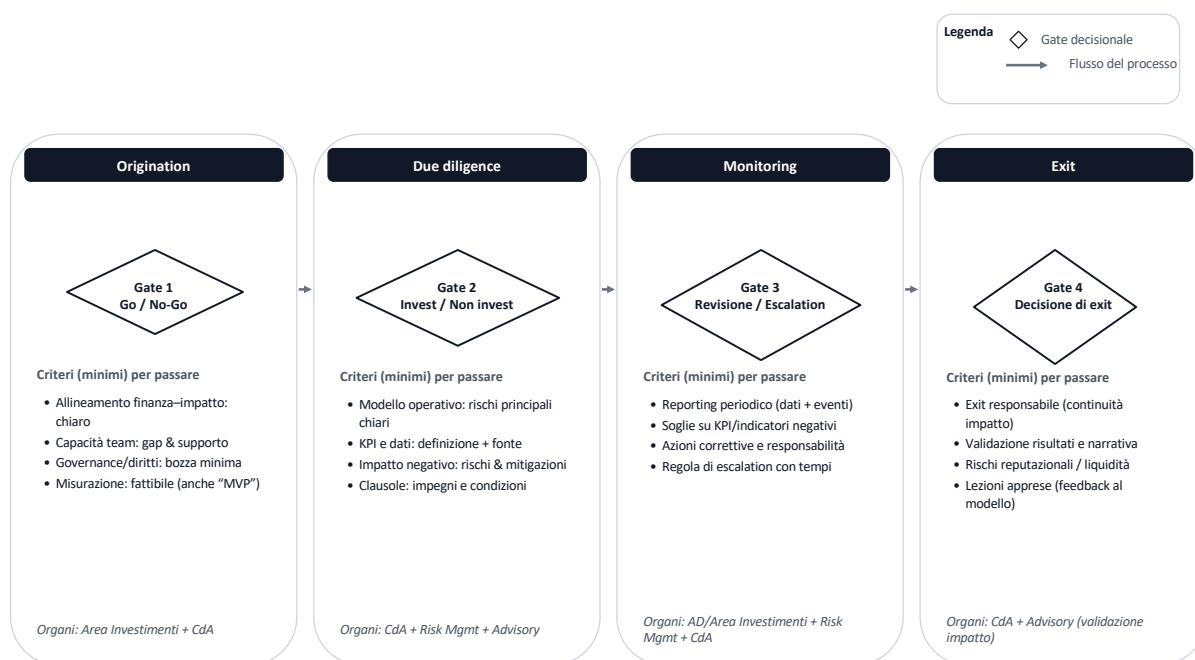 Legenda
Gate decisionale
Flusso del processo
Origination
Gate 1
Go / No-Go
Criteri (minimi) per passare
• Allineamento finanza–impatto:
chiaro
• Capacità team: gap & supporto
• Governance/diritti: bozza minima
• Misurazione: fattibile (anche “MVP”)
Organi: Area Investimenti + CdA
Due diligence
Gate 2
Invest / Non invest
Criteri (minimi) per passare
• Modello operativo: rischi principali
chiari
• KPI e dati: definizione + fonte
• Impatto negativo: rischi & mitigazioni
• Clausole: impegni e condizioni
Organi: CdA + Risk Mgmt + Advisory
Monitoring
Gate 3
Revisione / Escalation
Criteri (minimi) per passare
• Reporting periodico (dati + eventi)
• Soglie su KPI/indicatori negativi
• Azioni correttive e responsabilità
• Regola di escalation con tempi
Organi: AD/Area Investimenti + Risk
Mgmt + CdA
Exit
Gate 4
Decisione di exit
Criteri (minimi) per passare
• Exit responsabile (continuità
impatto)
• Validazione risultati e narrativa
• Rischi reputazionali / liquidità
• Lezioni apprese (feedback al
modello)
Organi: CdA + Advisory (validazione
impatto)